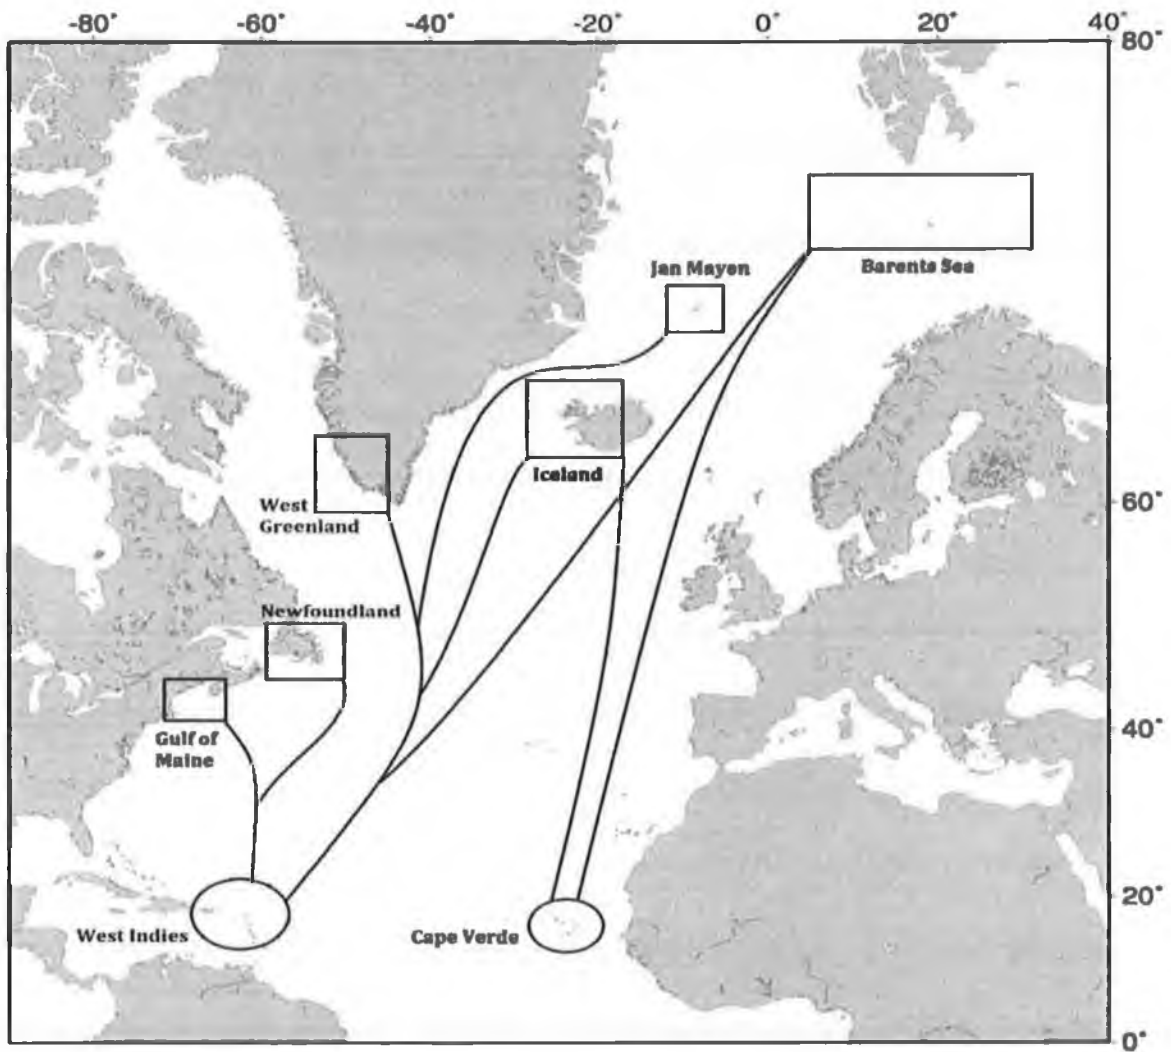 -80° -60° -40° -20° 0° 20° 40°
80°
Jan Mayen
Barents Sea
Iceland
60°
West
Greenland
Newfoundland
Gulf of
Maine
40°
20°
West Indies
Cape Verde
0°